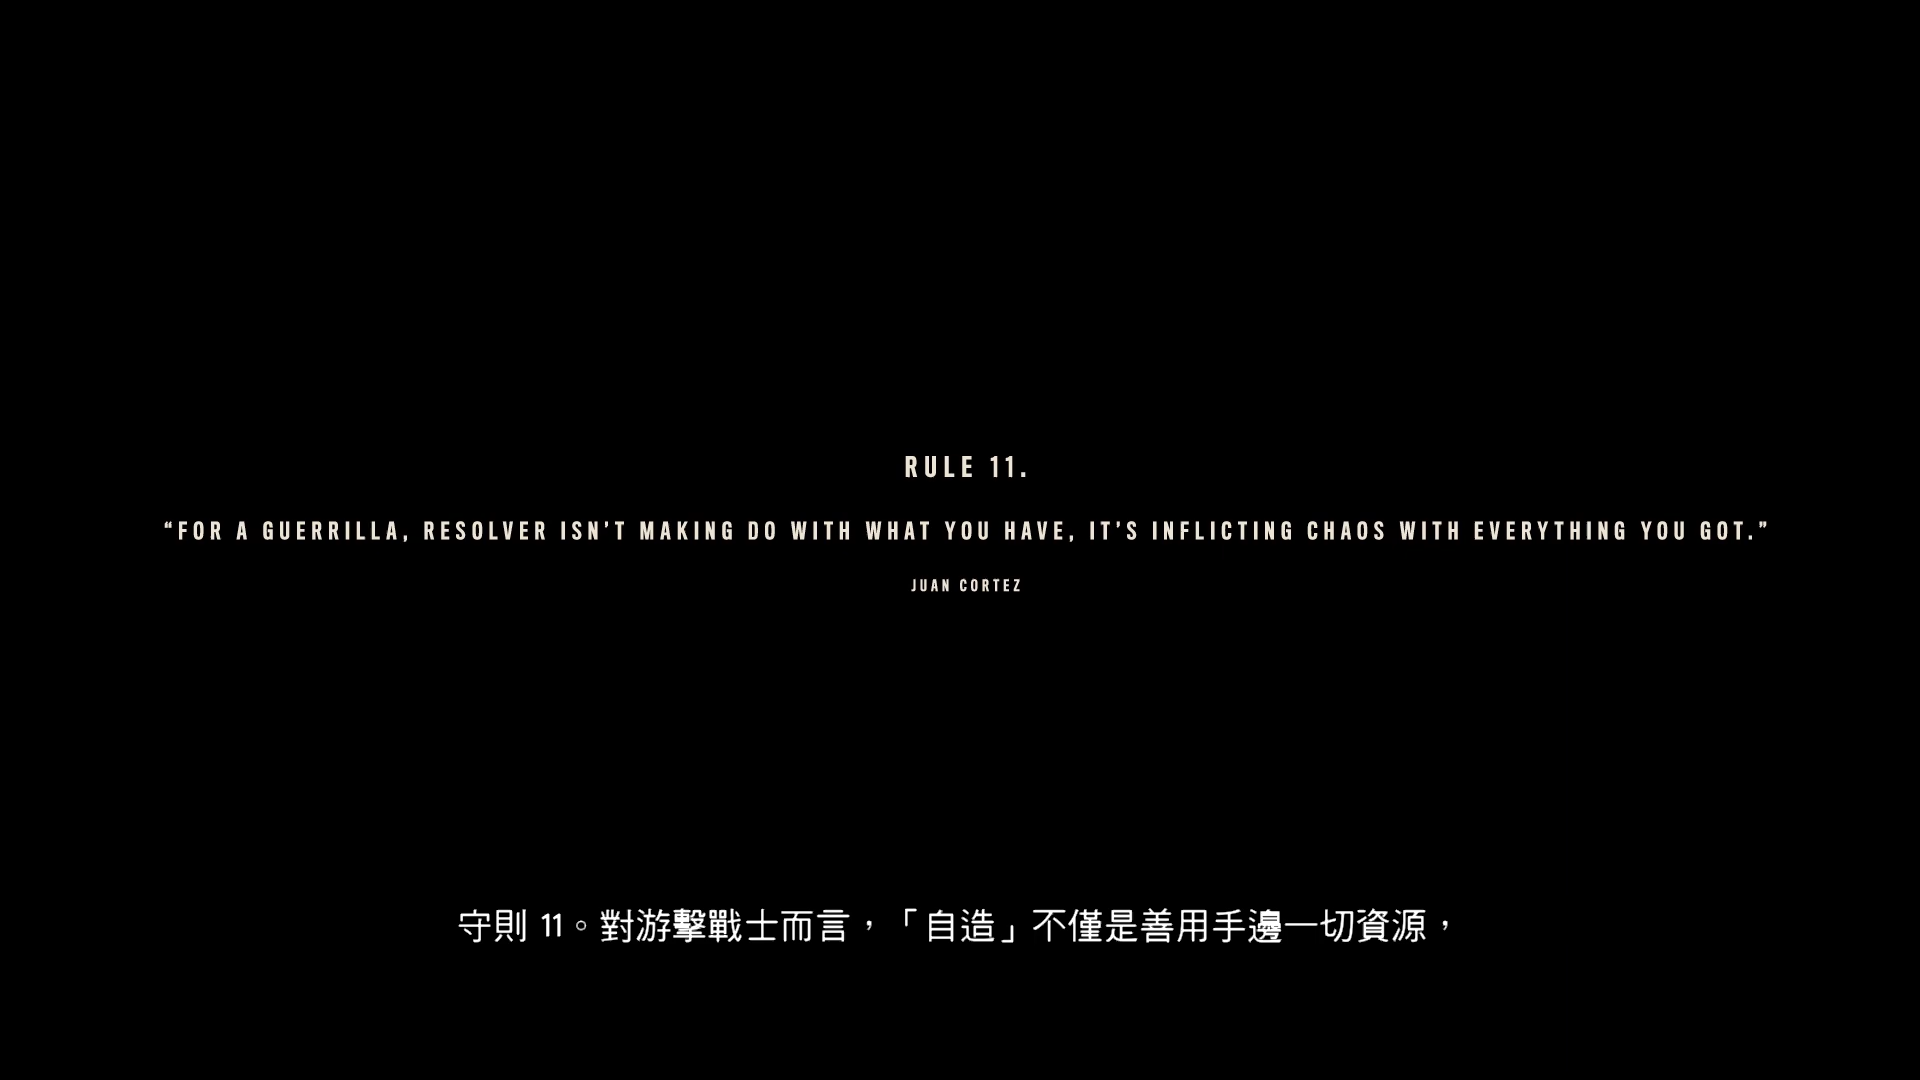 RULE 11.
“FOR A GUERRILLA, RESOLVER ISN’T MAKING DO WITH WHAT YOU HAVE, IT’S INFLICTING CHAOS WITH EVERYTHING YOU GOT.”
JUAN CORTEZ
守則 11。對游擊戰士而言，「自造」不僅是善用手邊一切資源，